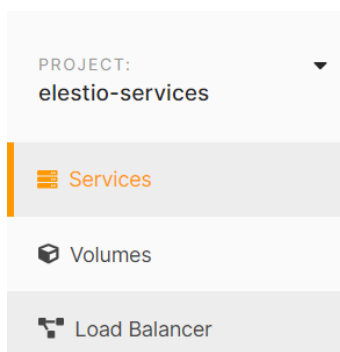 PROJECT:
elestio-services
Services
Volumes
Load Balancer